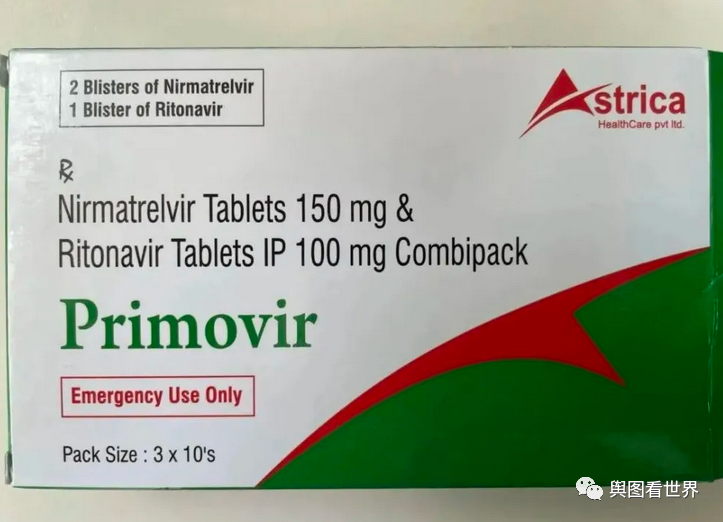 2 Blisters of Nirmatrelvir
1 Blister of Ritonavir
Astrica
HealthCare pvt ltd.
℞
Nirmatrelvir Tablets 150 mg &
Ritonavir Tablets IP 100 mg Combipack
Primovir
Emergency Use Only
Pack Size : 3 x 10's
舆图看世界